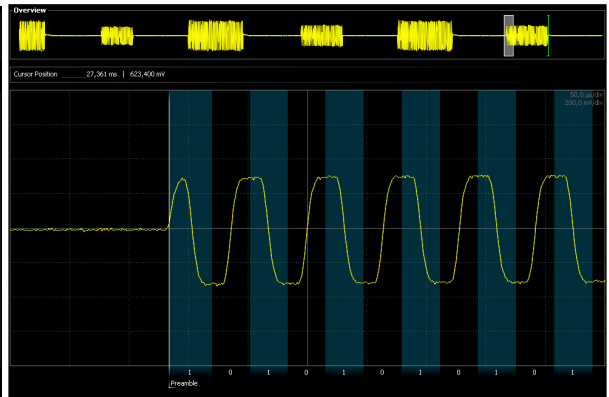 Overview
Cursor Position ______ 27,361 ms | 623,400 mV
50,0 µs/div
200,0 mV/div
1 0 1 0 1 0 1 0 1 0 1
Preamble